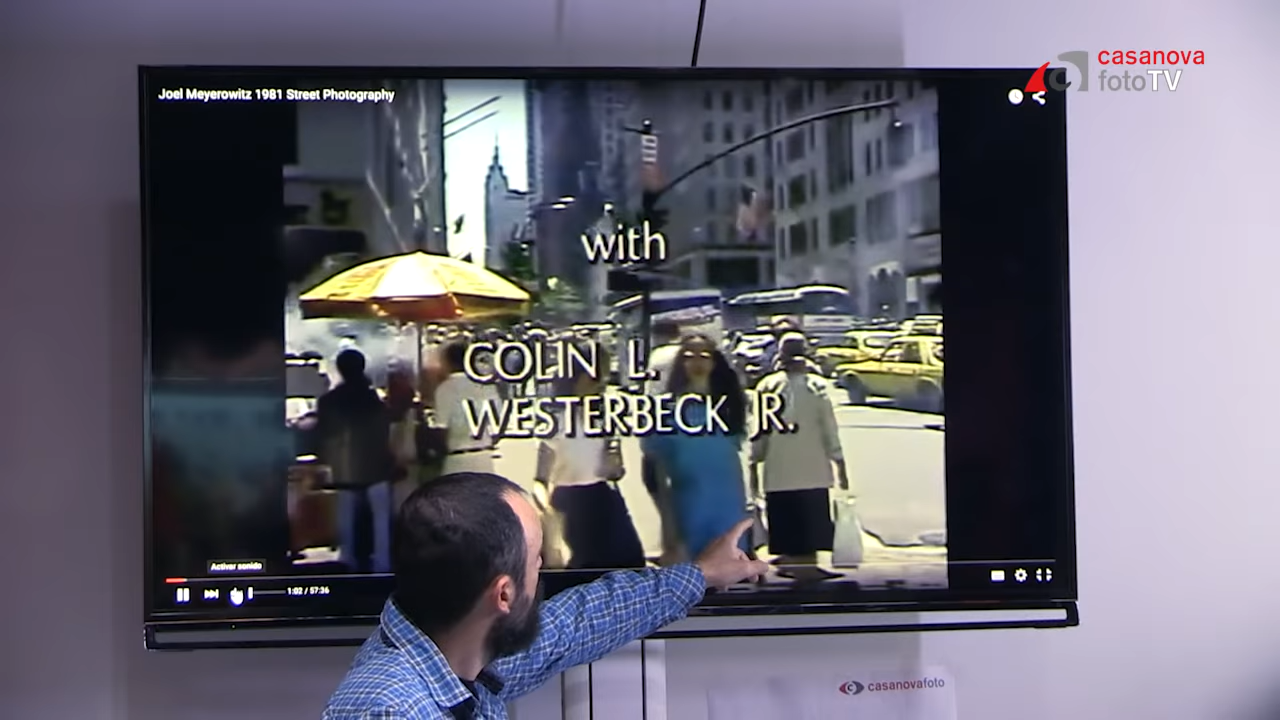 casanova
fotoTV
Joel Meyerowitz 1981 Street Photography
with
COLIN L.
WESTERBECK JR.
Activar sonido
1:02 / 57:36
casanovafoto